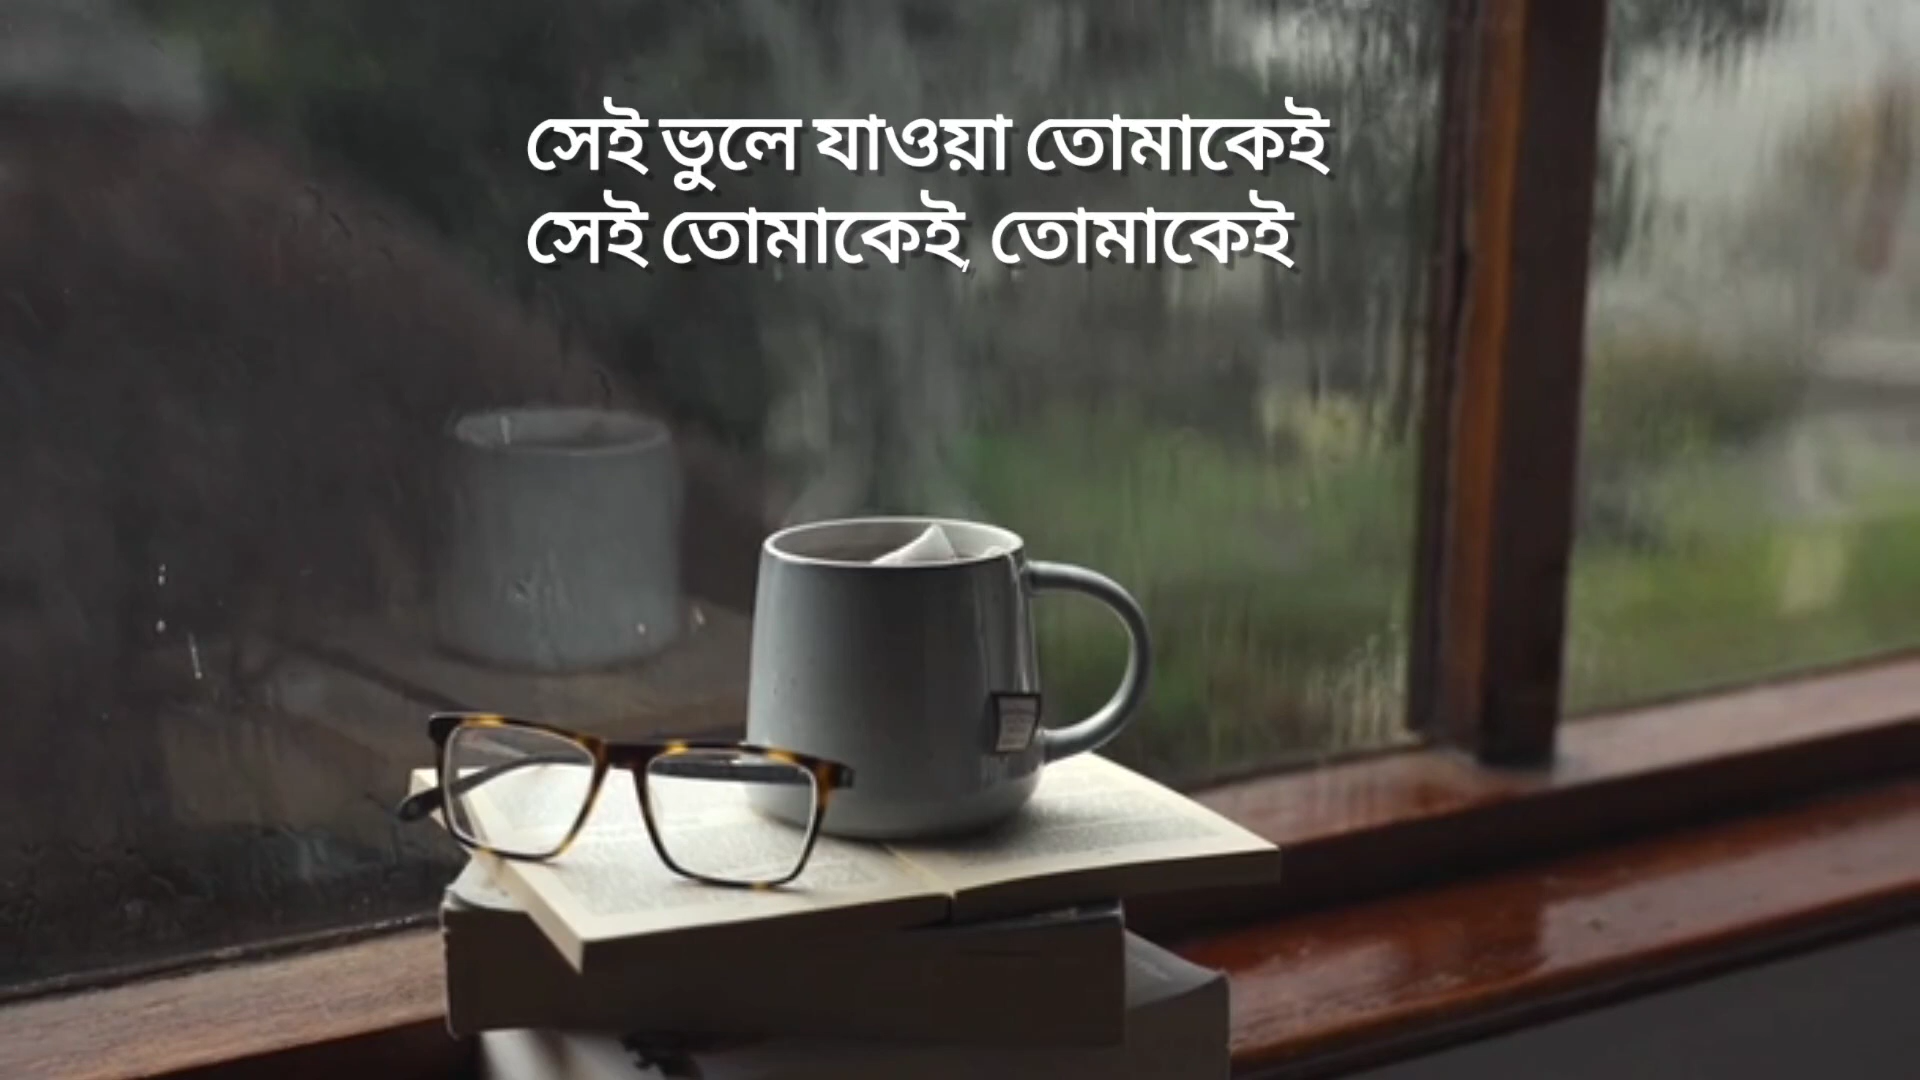 সেই ভুলে যাওয়া তোমাকেই
সেই তোমাকেই, তোমাকেই